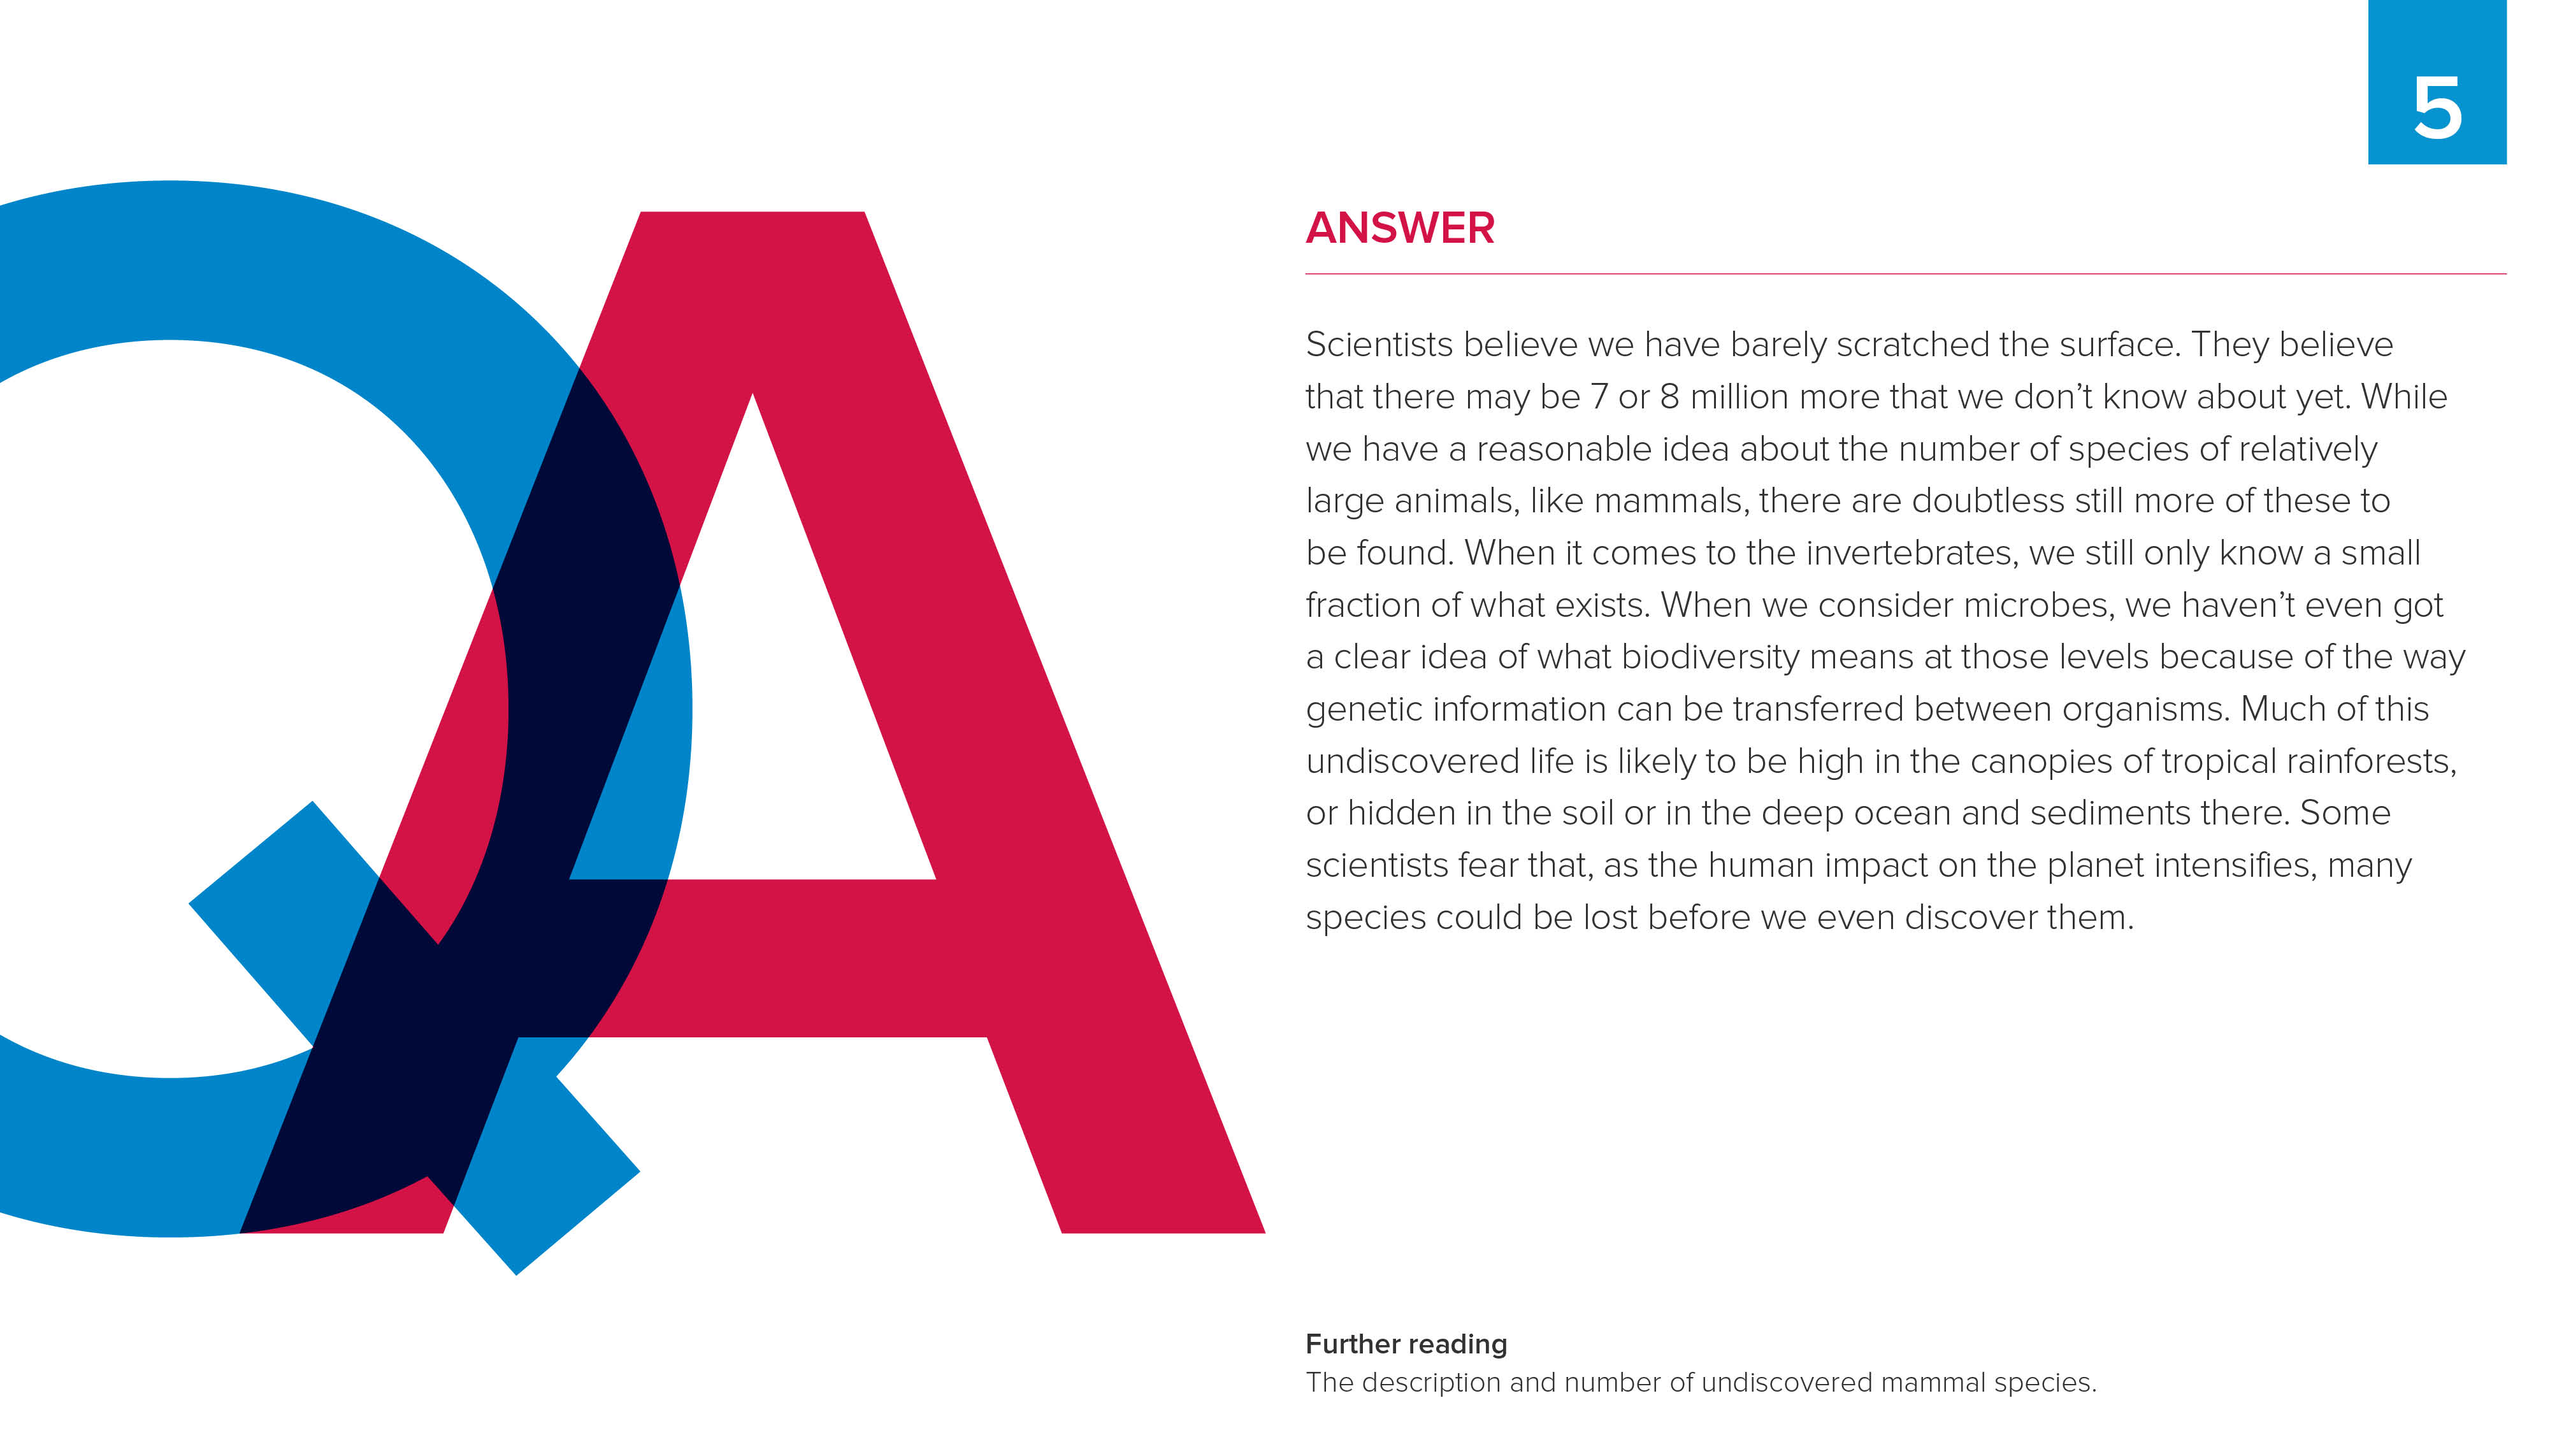 5
QA
ANSWER
Scientists believe we have barely scratched the surface. They believe
that there may be 7 or 8 million more that we don’t know about yet. While
we have a reasonable idea about the number of species of relatively
large animals, like mammals, there are doubtless still more of these to
be found. When it comes to the invertebrates, we still only know a small
fraction of what exists. When we consider microbes, we haven’t even got
a clear idea of what biodiversity means at those levels because of the way
genetic information can be transferred between organisms. Much of this
undiscovered life is likely to be high in the canopies of tropical rainforests,
or hidden in the soil or in the deep ocean and sediments there. Some
scientists fear that, as the human impact on the planet intensifies, many
species could be lost before we even discover them.
Further reading
The description and number of undiscovered mammal species.